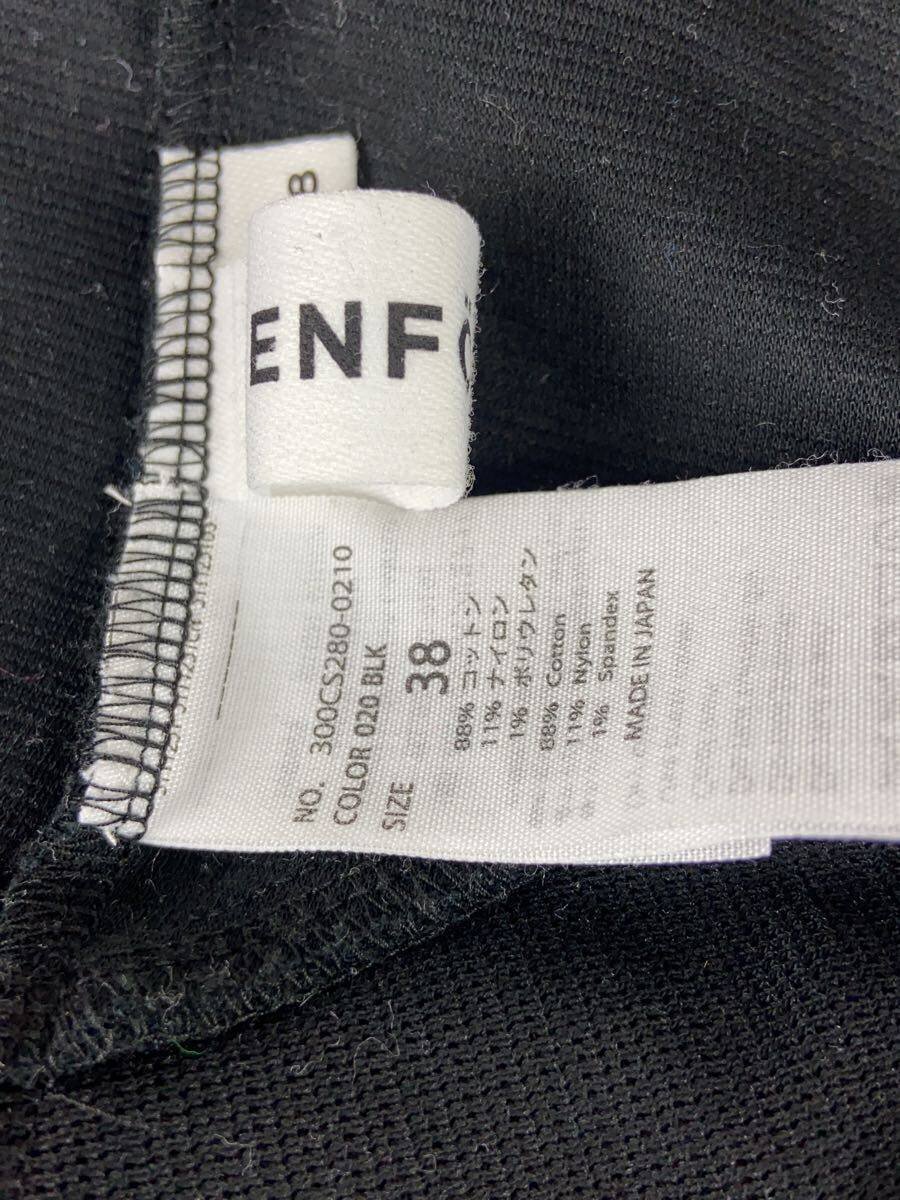 8
ENF
NO. 300CS280-0210
COLOR 020 BLK
SIZE 38
88% コットン
11% ナイロン
1% ポリウレタン
88% Cotton
11% Nylon
1% Spandex
MADE IN JAPAN